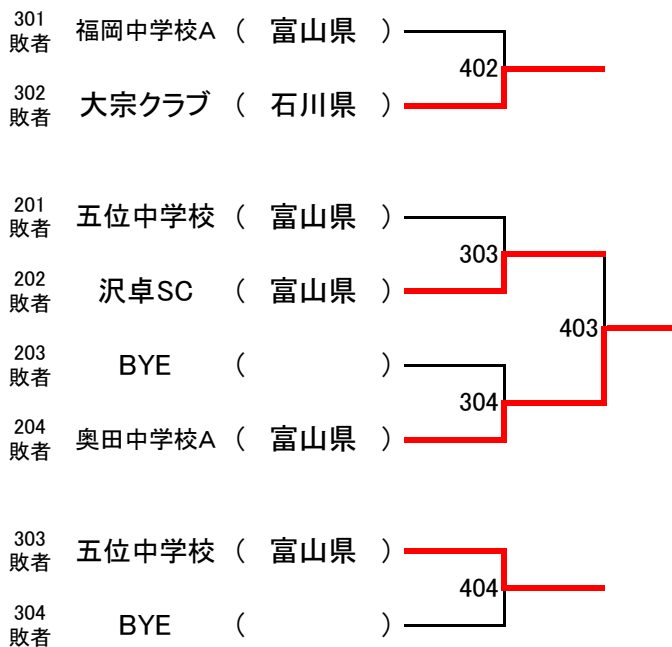 301
敗者 福岡中学校A ( 富山県 )
402
302
敗者 大宗クラブ ( 石川県 )
201
敗者 五位中学校 ( 富山県 )
303
202
敗者 沢卓SC ( 富山県 )
403
203
敗者 BYE ( )
304
204
敗者 奥田中学校A ( 富山県 )
303
敗者 五位中学校 ( 富山県 )
404
304
敗者 BYE ( )